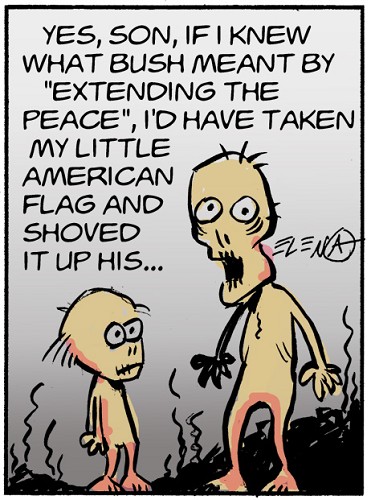 YES, SON, IF I KNEW
WHAT BUSH MEANT BY
"EXTENDING THE
PEACE", I'D HAVE TAKEN
MY LITTLE
AMERICAN
FLAG AND
SHOVED
IT UP HIS...
ELENA